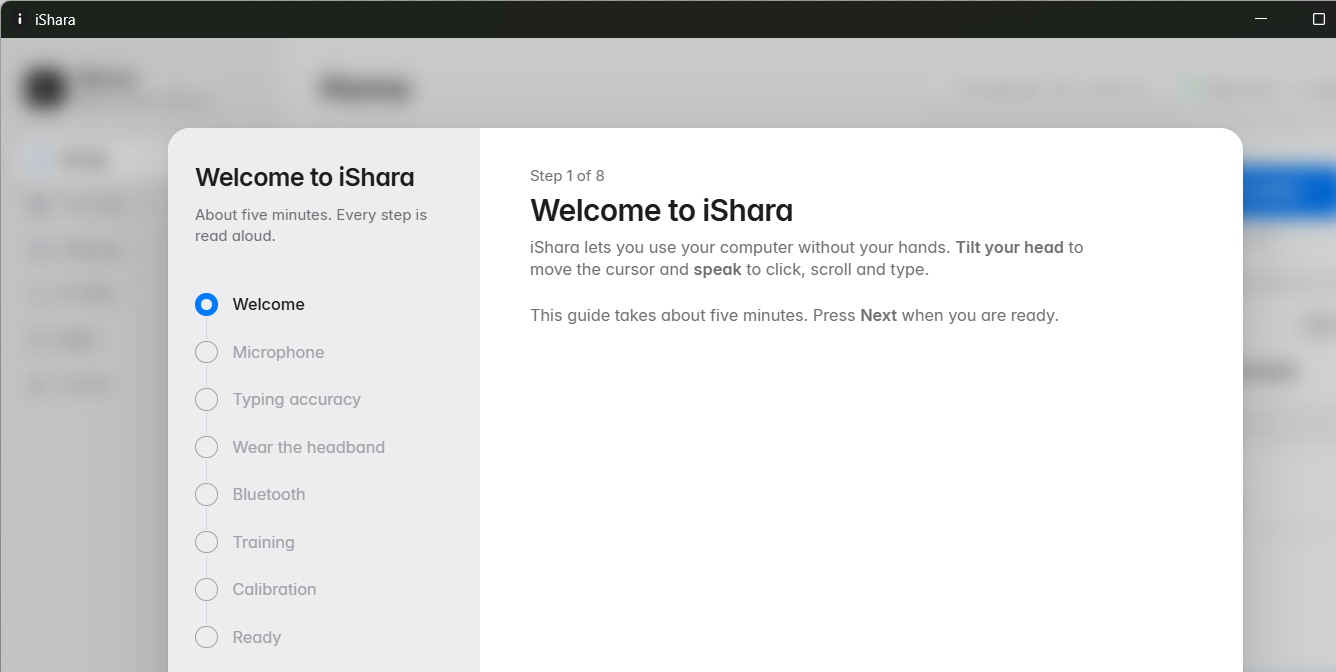 iShara
Welcome to iShara
About five minutes. Every step is
read aloud.
Welcome
Microphone
Typing accuracy
Wear the headband
Bluetooth
Training
Calibration
Ready
Step 1 of 8
Welcome to iShara
iShara lets you use your computer without your hands. Tilt your head to
move the cursor and speak to click, scroll and type.
This guide takes about five minutes. Press Next when you are ready.